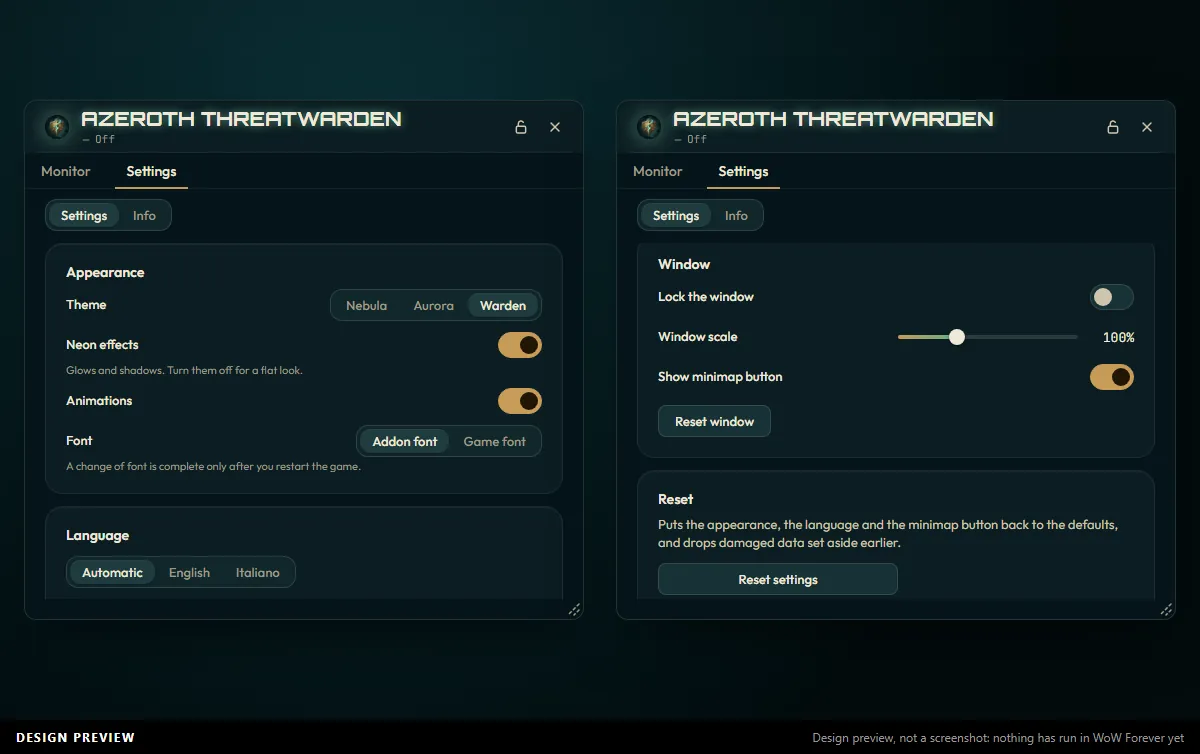 AZEROTH THREATWARDEN
— Off
Monitor
Settings
Settings
Info
Appearance
Theme
Nebula
Aurora
Warden
Neon effects
Glows and shadows. Turn them off for a flat look.
Animations
Font
Addon font
Game font
A change of font is complete only after you restart the game.
Language
Automatic
English
Italiano
AZEROTH THREATWARDEN
— Off
Monitor
Settings
Settings
Info
Window
Lock the window
Window scale
100%
Show minimap button
Reset window
Reset
Puts the appearance, the language and the minimap button back to the defaults,
and drops damaged data set aside earlier.
Reset settings
DESIGN PREVIEW
Design preview, not a screenshot: nothing has run in WoW Forever yet